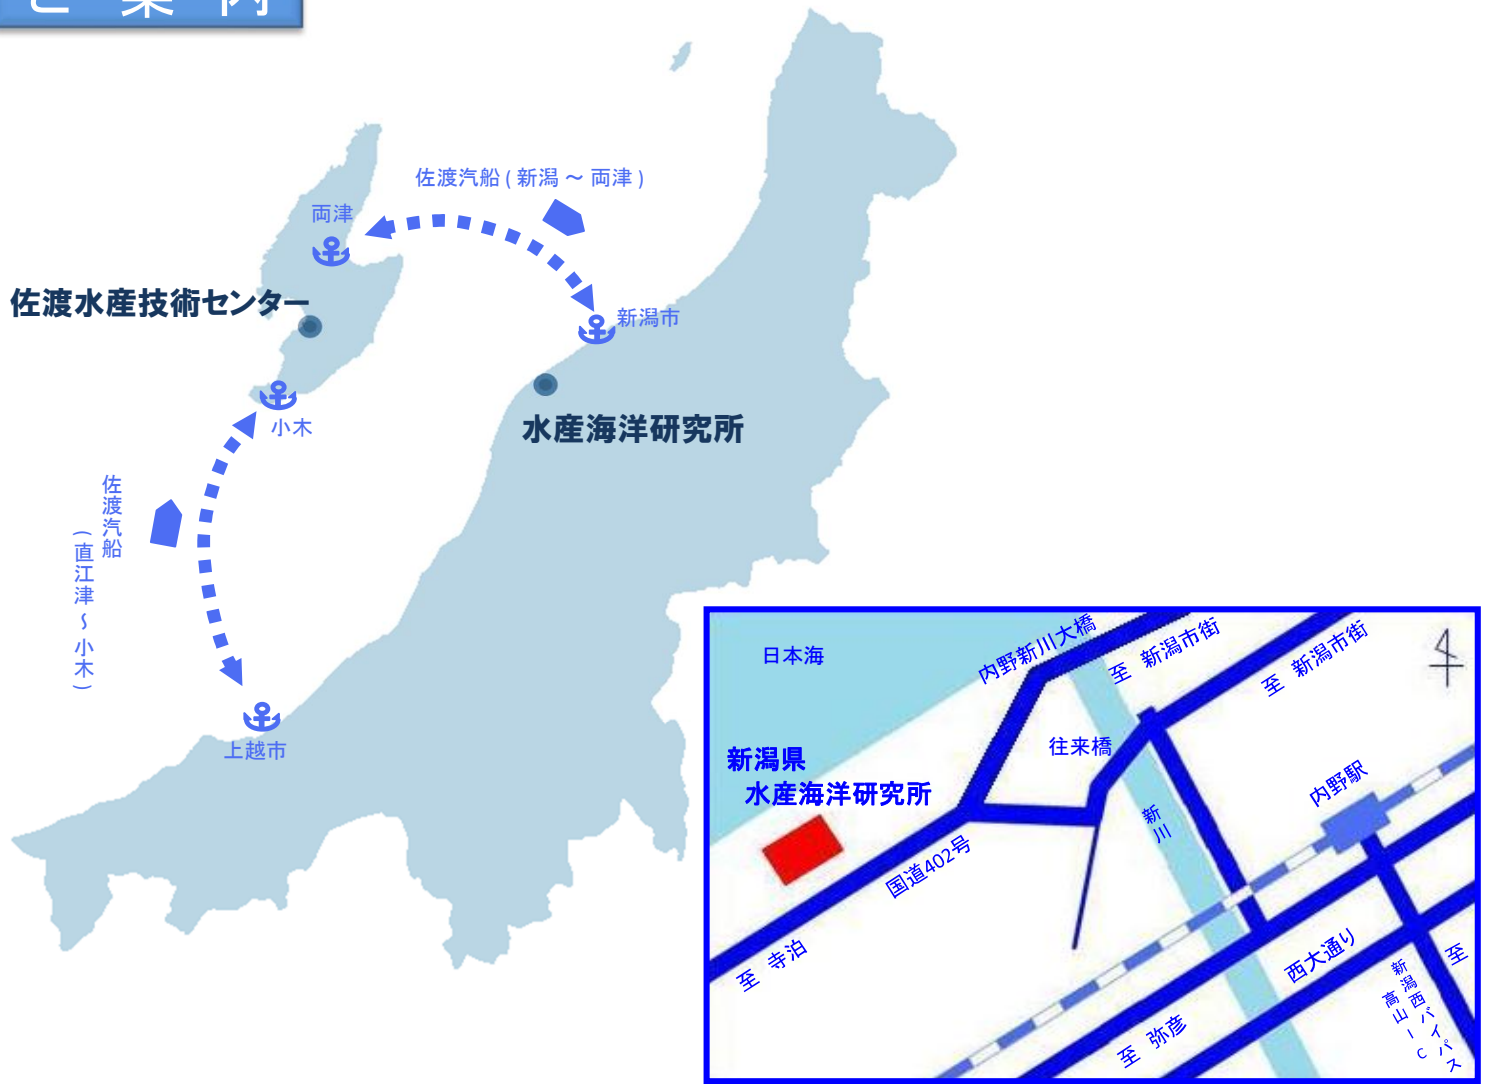 ご案内
佐渡汽船(新潟～両津)
両津
佐渡水産技術センター
新潟市
水産海洋研究所
小木
佐渡汽船
(直江津～小木)
上越市
日本海
内野新川大橋
至 新潟市街
至 新潟市街
往来橋
新潟県
水産海洋研究所
新川
内野駅
国道402号
至 寺泊
西大通り
至 弥彦
至
新潟西バイパス
高山IC